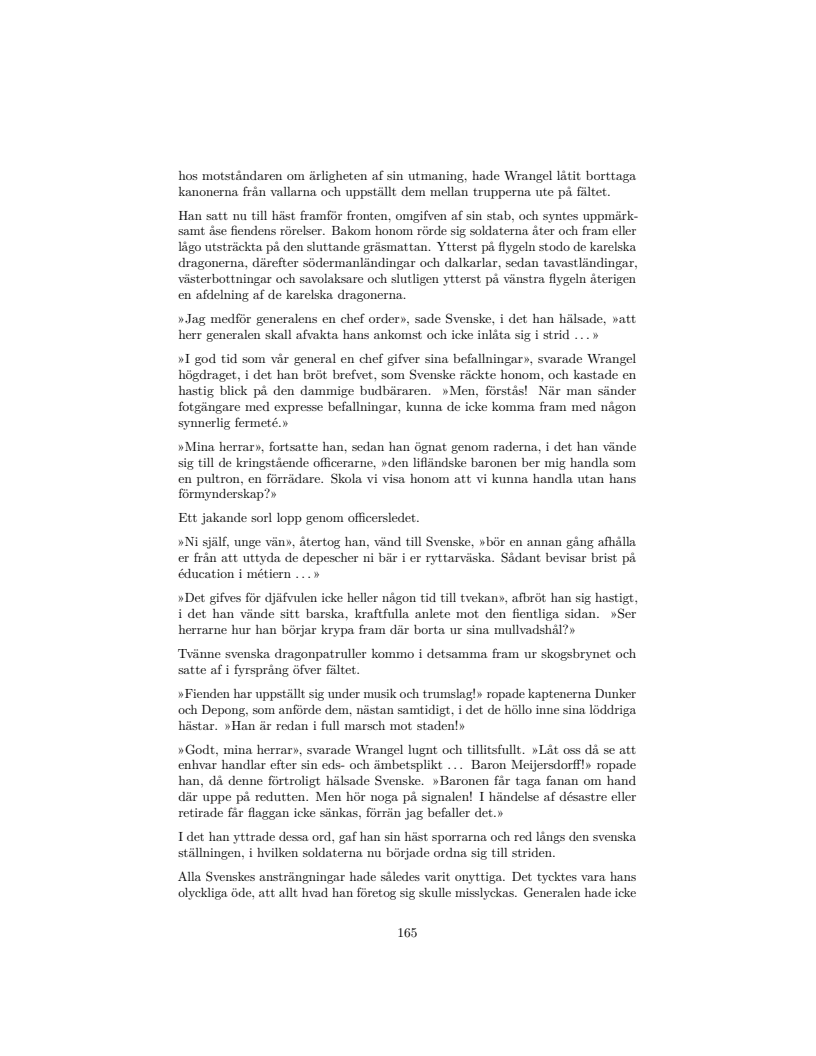 hos motståndaren om ärligheten af sin utmaning, hade Wrangel låtit borttaga
kanonerna från vallarna och uppställt dem mellan trupperna ute på fältet.
Han satt nu till häst framför fronten, omgifven af sin stab, och syntes uppmärk-
samt åse fiendens rörelser. Bakom honom rörde sig soldaterna åter och fram eller
lågo utsträckta på den sluttande gräsmattan. Ytterst på flygeln stodo de karelska
dragonerna, därefter södermanländingar och dalkarlar, sedan tavastländingar,
västerbottningar och savolaksare och slutligen ytterst på vänstra flygeln återigen
en afdelning af de karelska dragonerna.
»Jag medför generalens en chef order», sade Svenske, i det han hälsade, »att
herr generalen skall afvakta hans ankomst och icke inlåta sig i strid ... »
»I god tid som vår general en chef gifver sina befallningar», svarade Wrangel
högdraget, i det han bröt brefvet, som Svenske räckte honom, och kastade en
hastig blick på den dammige budbäraren. »Men, förstås! När man sänder
fotgängare med expresse befallningar, kunna de icke komma fram med någon
synnerlig fermeté.»
»Mina herrar», fortsatte han, sedan han ögnat genom raderna, i det han vände
sig till de kringstående officerarne, »den lifländske baronen ber mig handla som
en pultron, en förrädare. Skola vi visa honom att vi kunna handla utan hans
förmynderskap?»
Ett jakande sorl lopp genom officersledet.
»Ni själf, unge vän», återtog han, vänd till Svenske, »bör en annan gång afhålla
er från att uttyda de depescher ni bär i er ryttarväska. Sådant bevisar brist på
éducation i métiern ... »
»Det gifves för djäfvulen icke heller någon tid till tvekan», afbröt han sig hastigt,
i det han vände sitt barska, kraftfulla anlete mot den fientliga sidan. »Ser
herrarne hur han börjar krypa fram där borta ur sina mullvadshål?»
Tvänne svenska dragonpatruller kommo i detsamma fram ur skogsbrynet och
satte af i fyrsprång öfver fältet.
»Fienden har uppställt sig under musik och trumslag!» ropade kaptenerna Dunker
och Depong, som anförde dem, nästan samtidigt, i det de höllo inne sina löddriga
hästar. »Han är redan i full marsch mot staden!»
»Godt, mina herrar», svarade Wrangel lugnt och tillitsfullt. »Låt oss då se att
enhvar handlar efter sin eds- och ämbetsplikt ... Baron Meijersdorff!» ropade
han, då denne förtroligt hälsade Svenske. »Baronen får taga fanan om hand
där uppe på redutten. Men hör noga på signalen! I händelse af désastre eller
retirade får flaggan icke sänkas, förrän jag befaller det.»
I det han yttrade dessa ord, gaf han sin häst sporrarna och red långs den svenska
ställningen, i hvilken soldaterna nu började ordna sig till striden.
Alla Svenskes ansträngningar hade således varit onyttiga. Det tycktes vara hans
olyckliga öde, att allt hvad han företog sig skulle misslyckas. Generalen hade icke
165